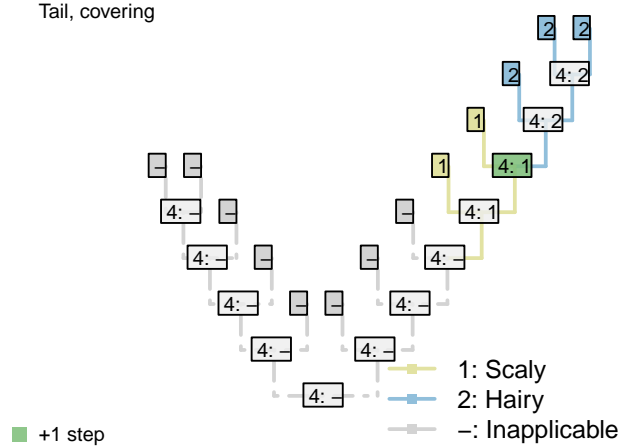 Tail, covering
2 2
2 4: 2
1 4: 2
– – 1 4: 1
4: – – – 4: 1
4: – – – 4: –
4: – – – 4: –
4: – 4: –
4: –
1: Scaly
2: Hairy
–: Inapplicable
+1 step